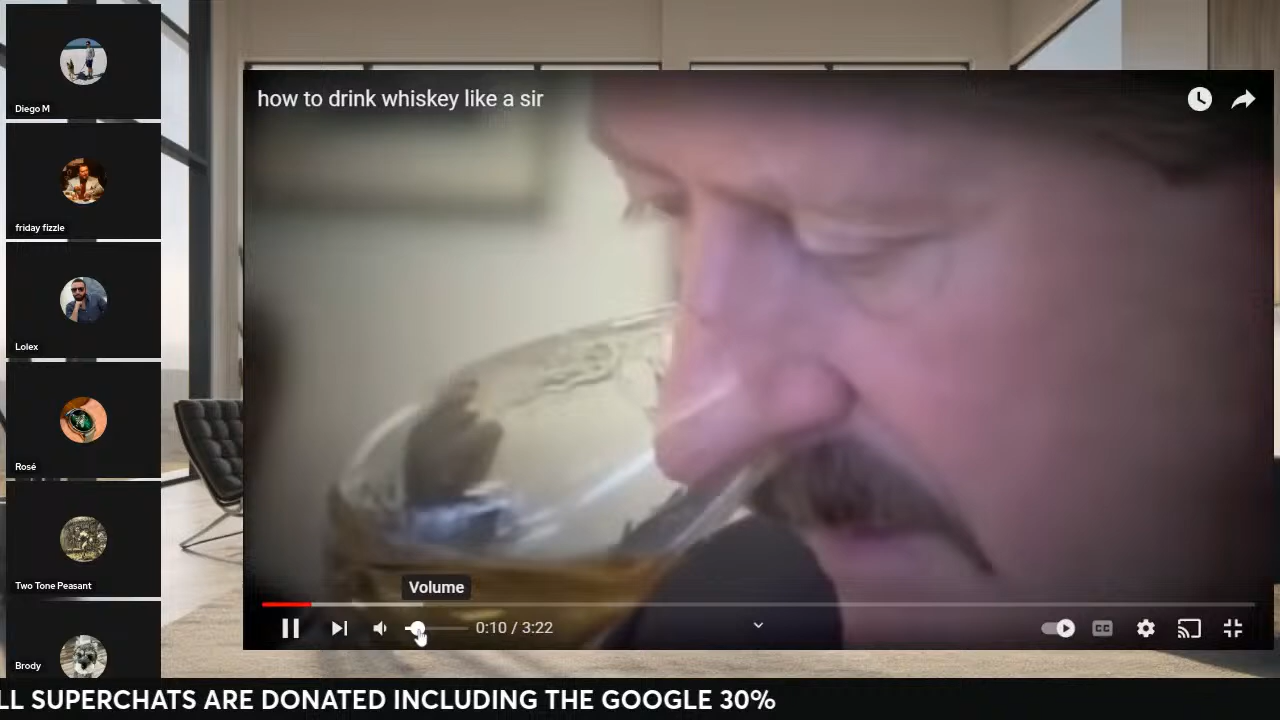 Diego M
friday fizzle
Lolex
Rosé
Two Tone Peasant
Brody
how to drink whiskey like a sir
Volume
0:10 / 3:22
CC
LL SUPERCHATS ARE DONATED INCLUDING THE GOOGLE 30%